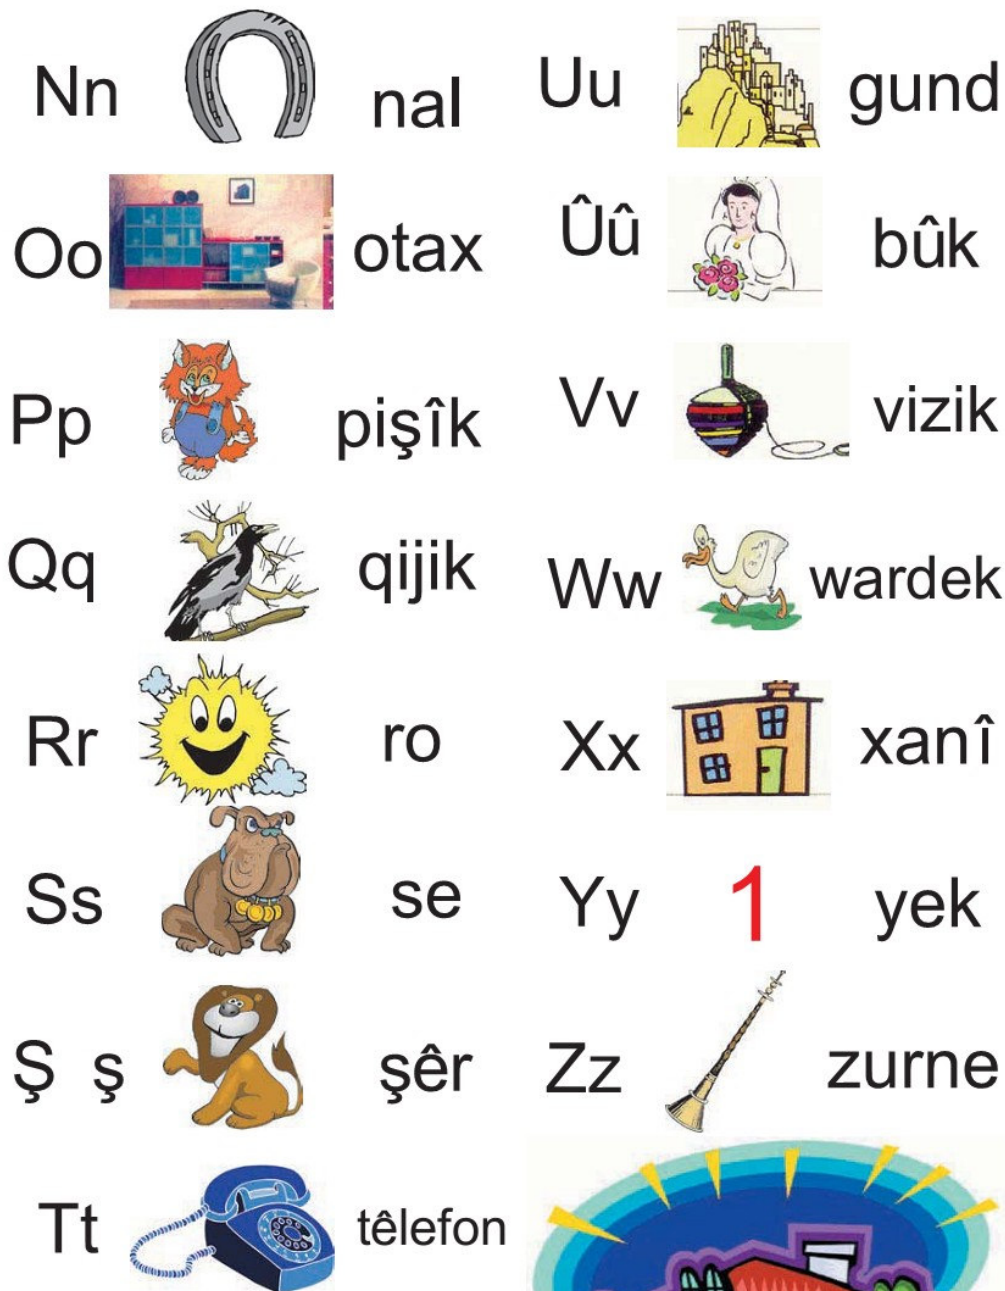 Nn nal
Oo otax
Pp pişîk
Qq qijik
Rr ro
Ss se
Ş ş şêr
Tt têlefon
Uu gund
Ûû bûk
Vv vizik
Ww wardek
Xx xanî
Yy 1 yek
Zz zurne